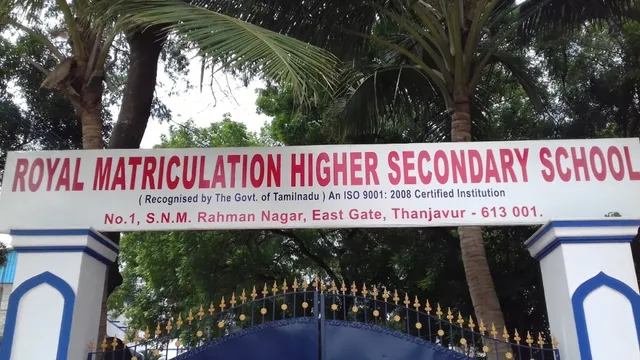 ROYAL MATRICULATION HIGHER SECONDARY SCHOOL
( Recognised by The Govt. of Tamilnadu ) An ISO 9001: 2008 Certified Institution
No.1, S.N.M. Rahman Nagar, East Gate, Thanjavur - 613 001.